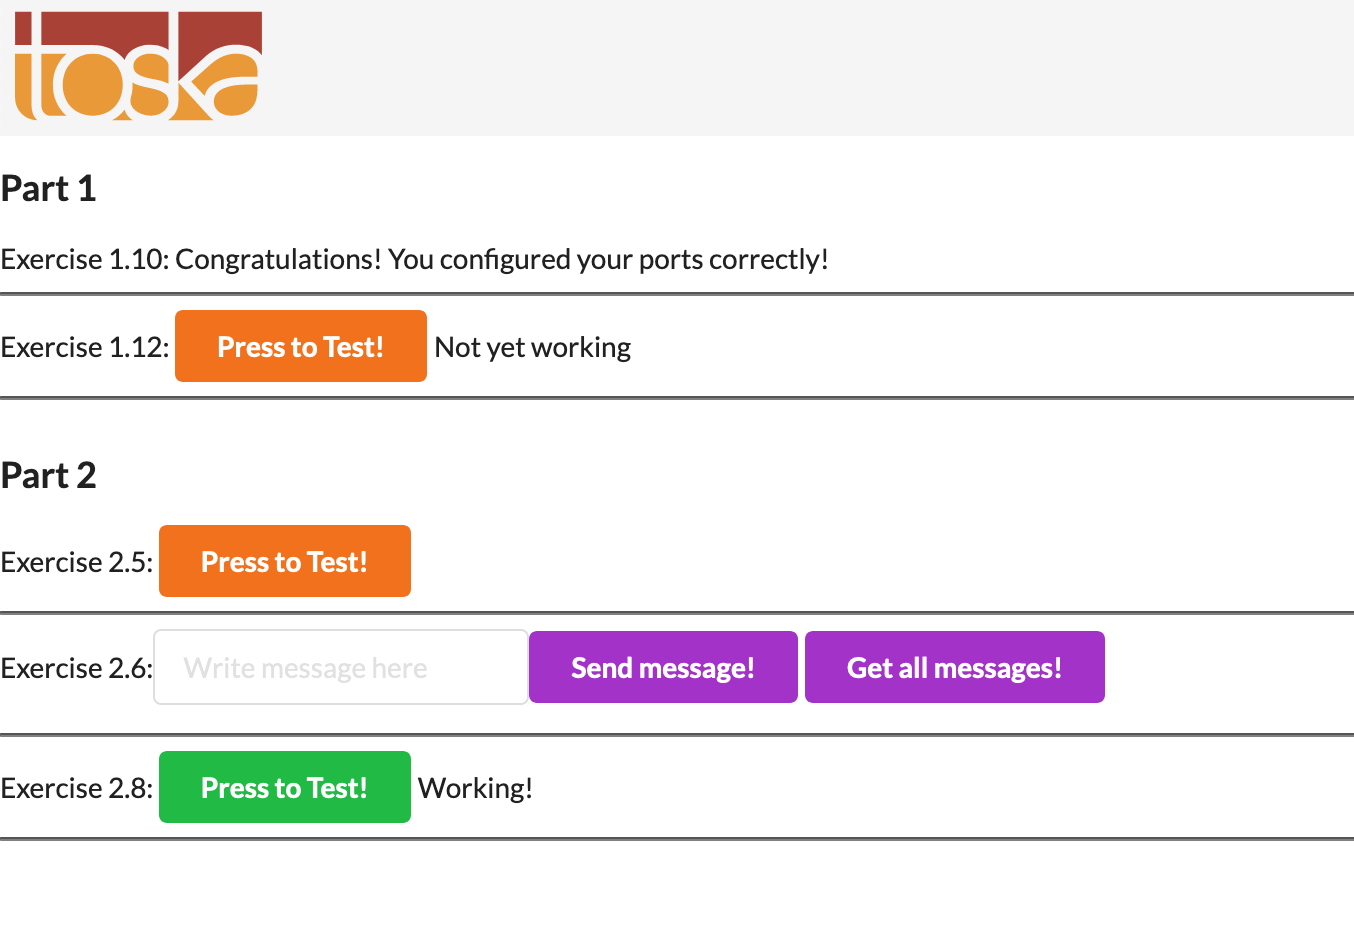 toska
Part 1
Exercise 1.10: Congratulations! You configured your ports correctly!
Exercise 1.12: Press to Test! Not yet working
Part 2
Exercise 2.5: Press to Test!
Exercise 2.6: Write message here Send message! Get all messages!
Exercise 2.8: Press to Test! Working!